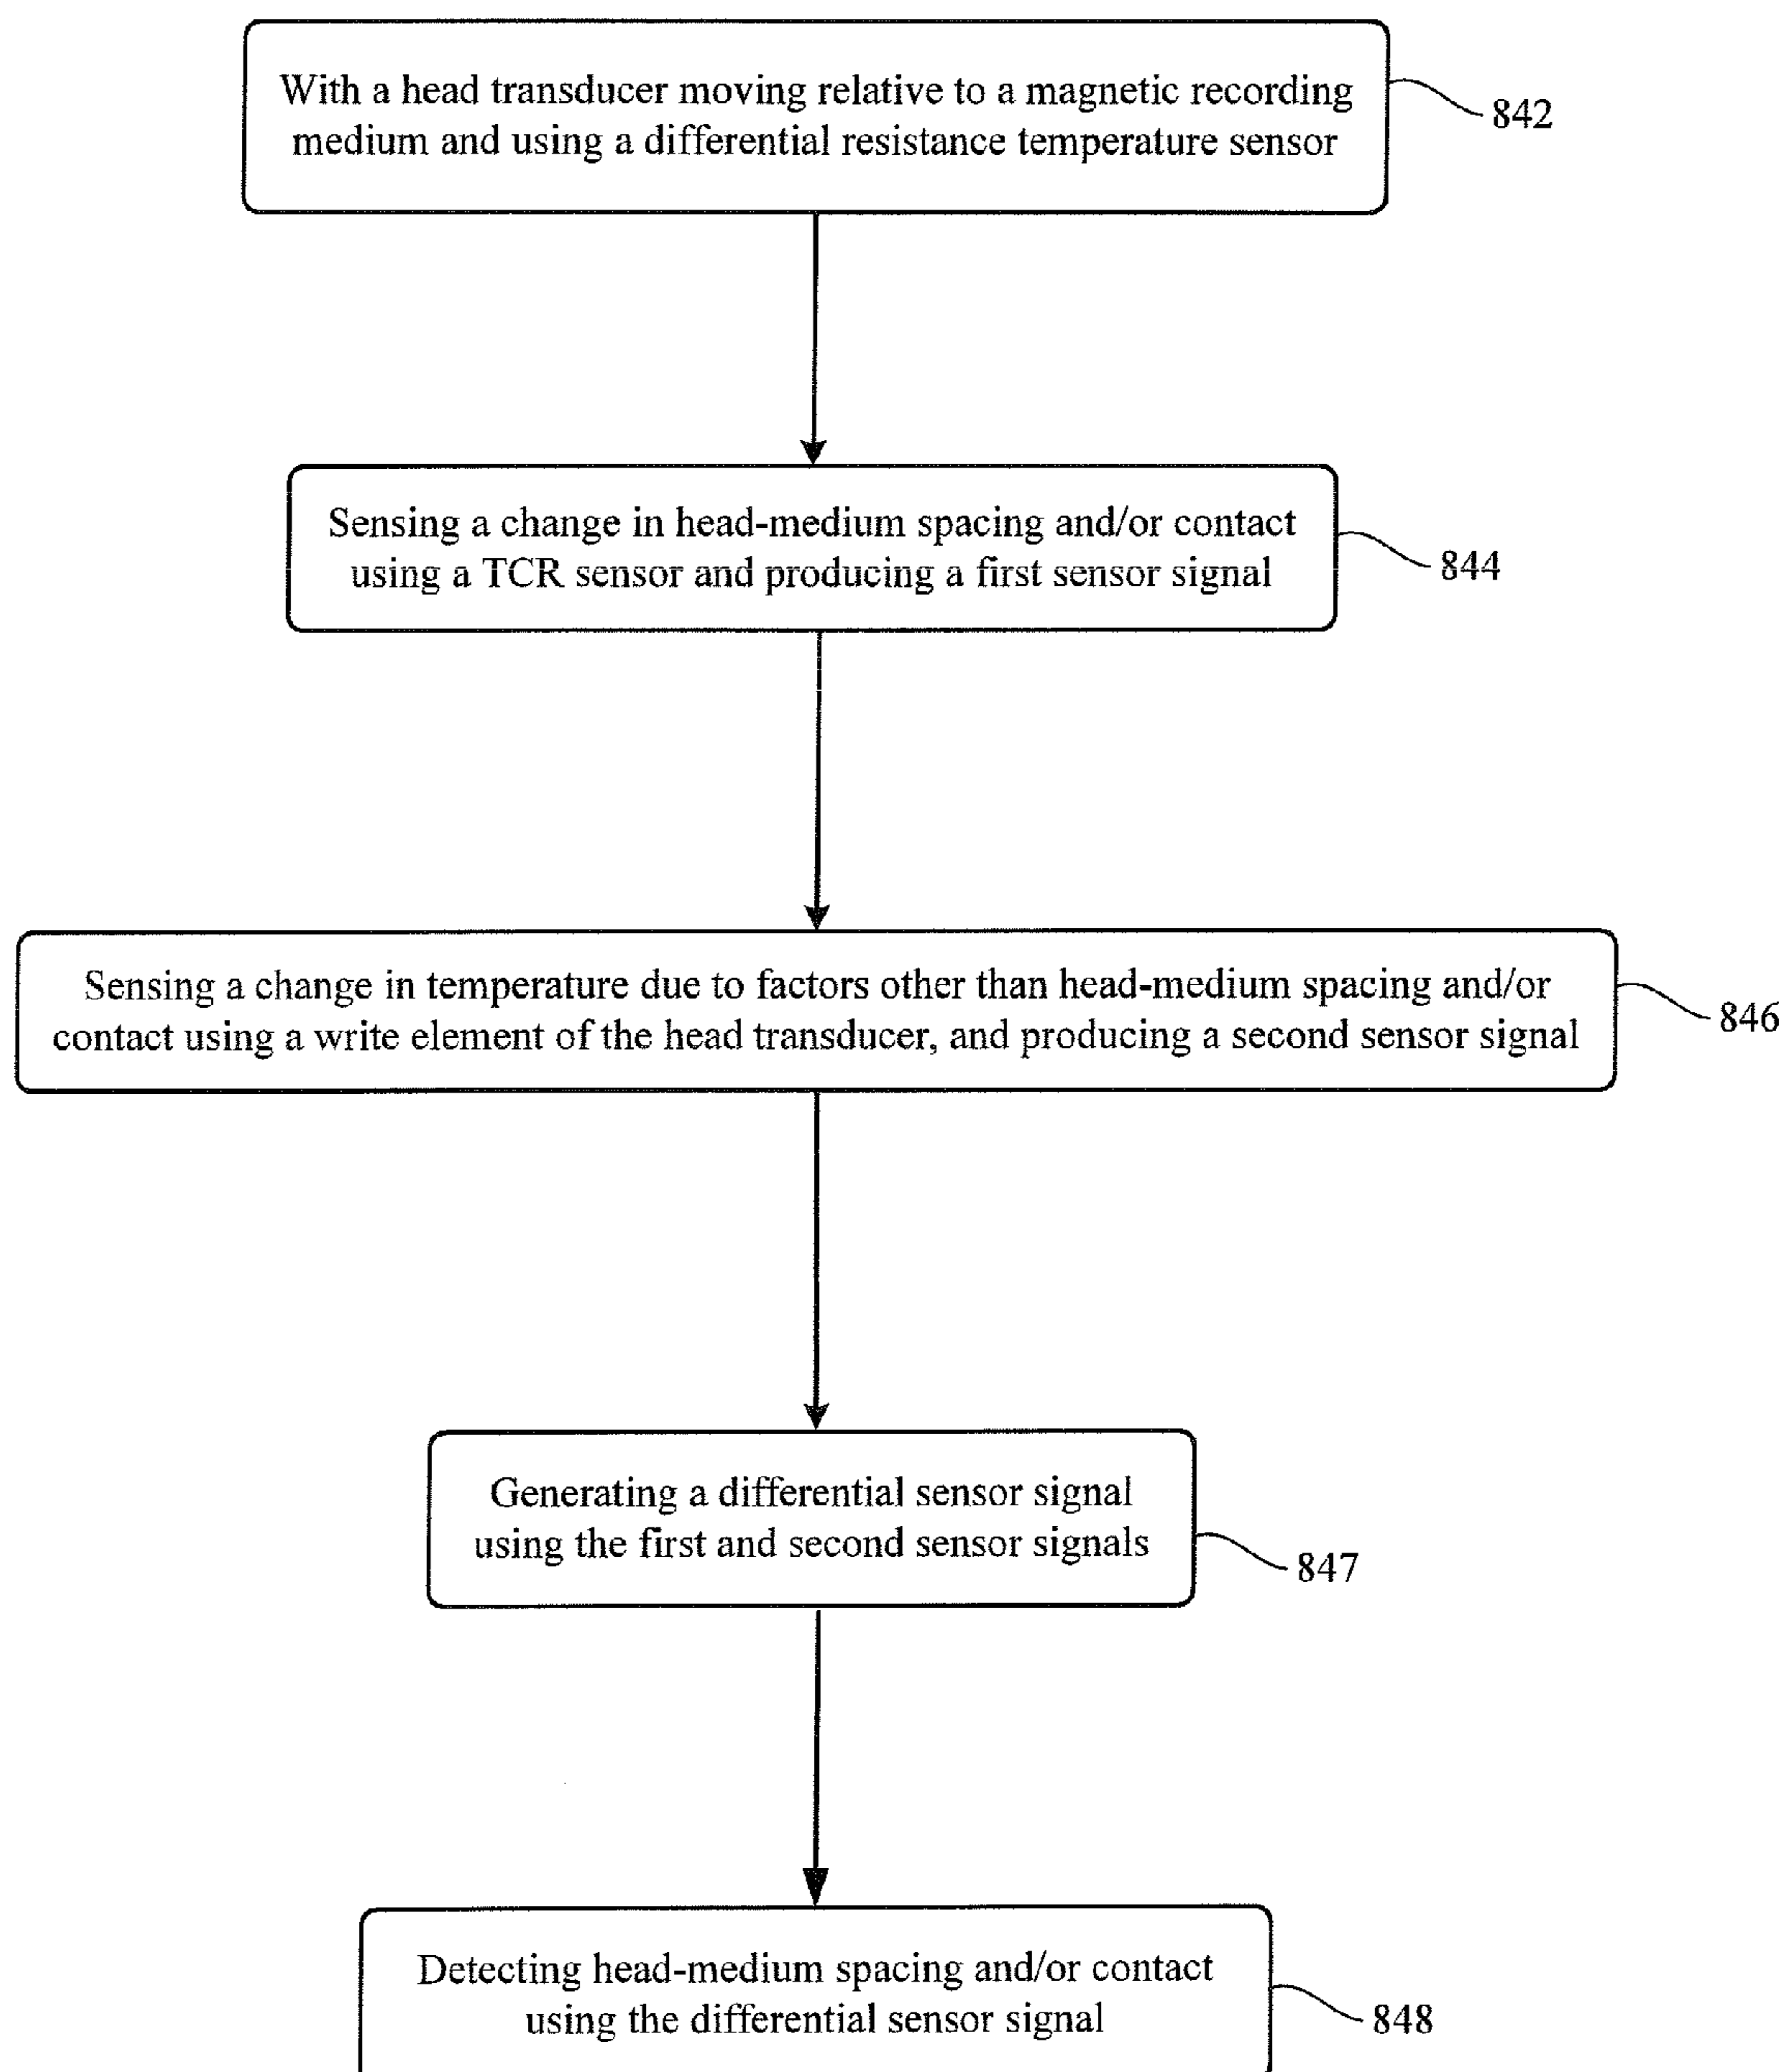 With a head transducer moving relative to a magnetic recording
medium and using a differential resistance temperature sensor
842
Sensing a change in head-medium spacing and/or contact
using a TCR sensor and producing a first sensor signal
844
Sensing a change in temperature due to factors other than head-medium spacing and/or
contact using a write element of the head transducer, and producing a second sensor signal
846
Generating a differential sensor signal
using the first and second sensor signals
847
Detecting head-medium spacing and/or contact
using the differential sensor signal
848